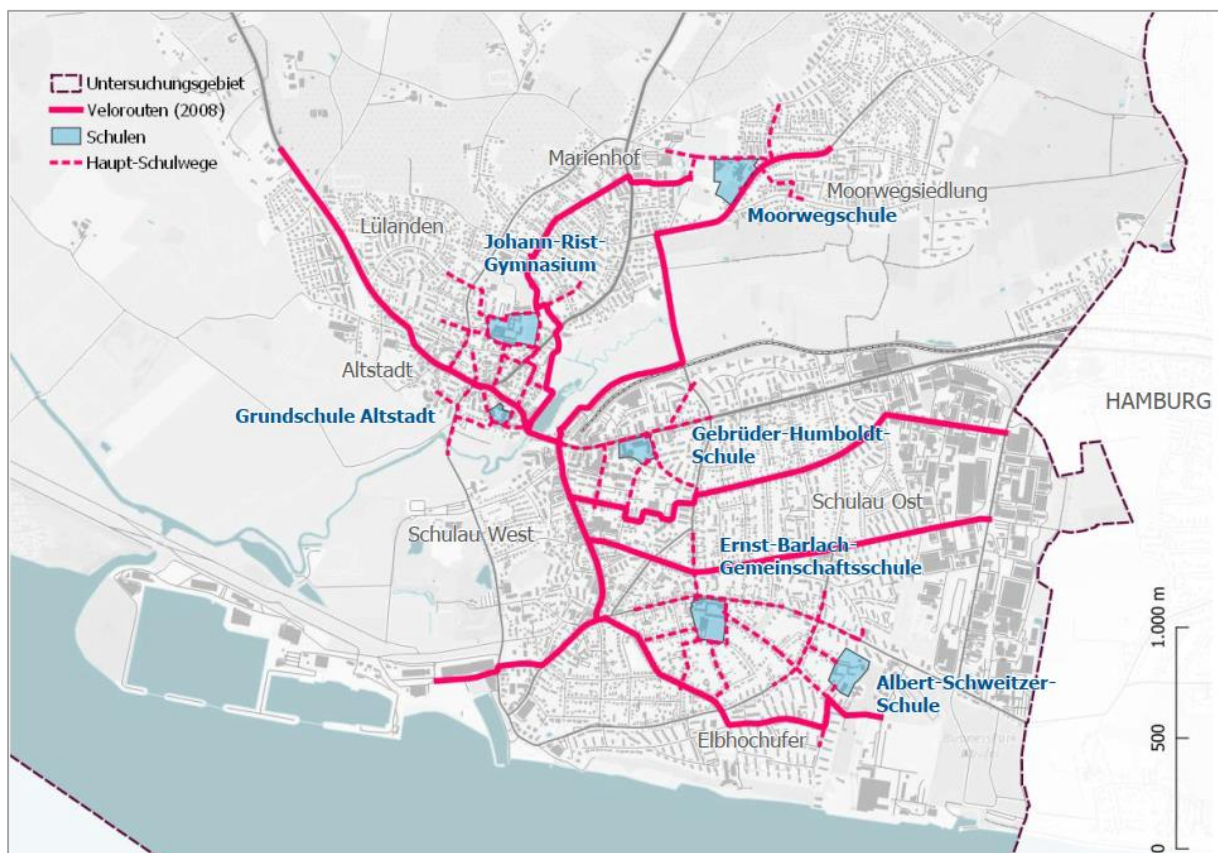 Untersuchungsgebiet
Velorouten (2008)
Schulen
Haupt-Schulwege
Marienhof
Moorwegsiedlung
Moorwegschule
Lülanden
Johann-Rist-
Gymnasium
Altstadt
Grundschule Altstadt
HAMBURG
Gebrüder-Humboldt-
Schule
Schulau Ost
Schulau West
Ernst-Barlach-
Gemeinschaftsschule
Albert-Schweitzer-
Schule
Elbhochufer
1.000 m
500
0